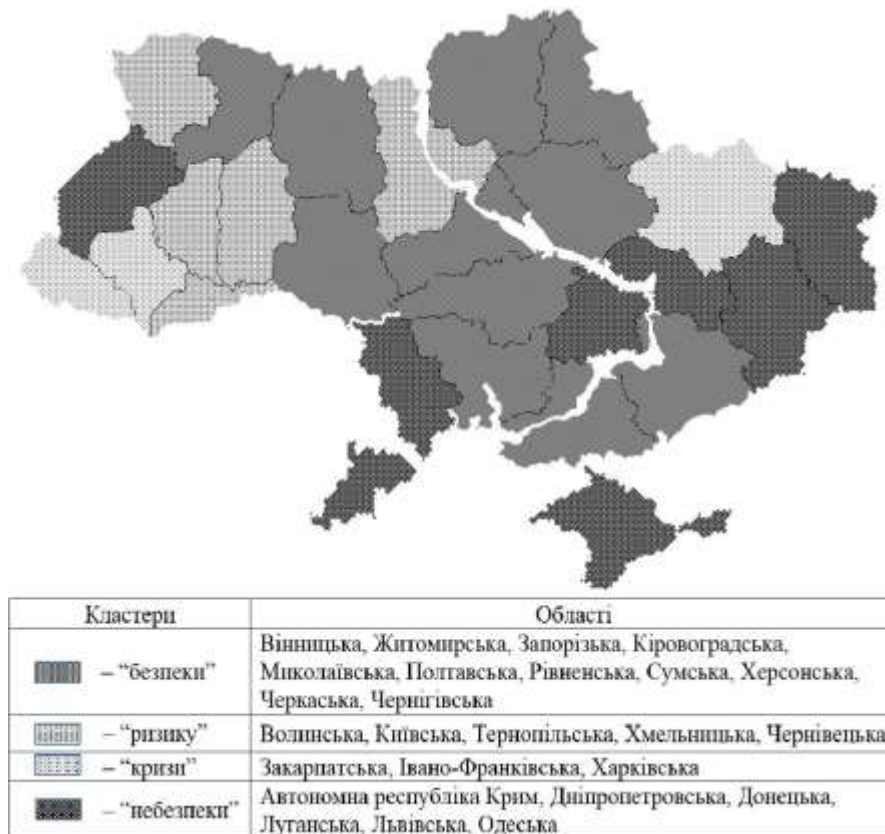 Кластери Області
– “безпеки” Вінницька, Житомирська, Запорізька, Кіровоградська,
Миколаївська, Полтавська, Рівненська, Сумська, Херсонська,
Черкаська, Чернігівська
– “ризику” Волинська, Київська, Тернопільська, Хмельницька, Чернівецька
– “кризи” Закарпатська, Івано-Франківська, Харківська
– “небезпеки” Автономна республіка Крим, Дніпропетровська, Донецька,
Луганська, Львівська, Одеська